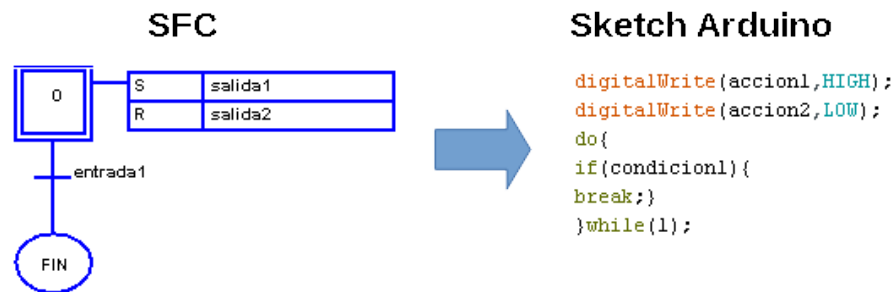 SFC
0
S salida1
R salida2
entrada1
FIN
Sketch Arduino
digitalWrite(accion1,HIGH);
digitalWrite(accion2,LOW);
do{
if(condicion1){
break;}
}while(1);